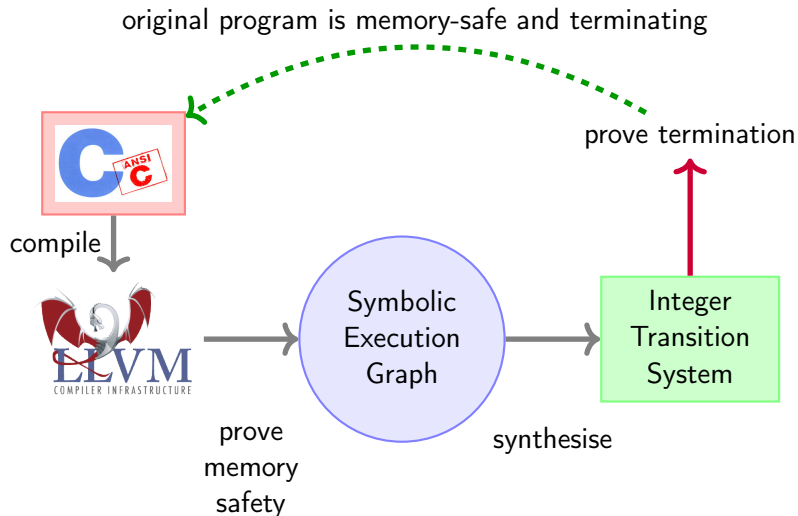 original program is memory-safe and terminating
C
ANSI
C
prove termination
compile
Symbolic
Execution
Graph
Integer
Transition
System
LLVM
COMPILER INFRASTRUCTURE
prove
memory
safety
synthesise